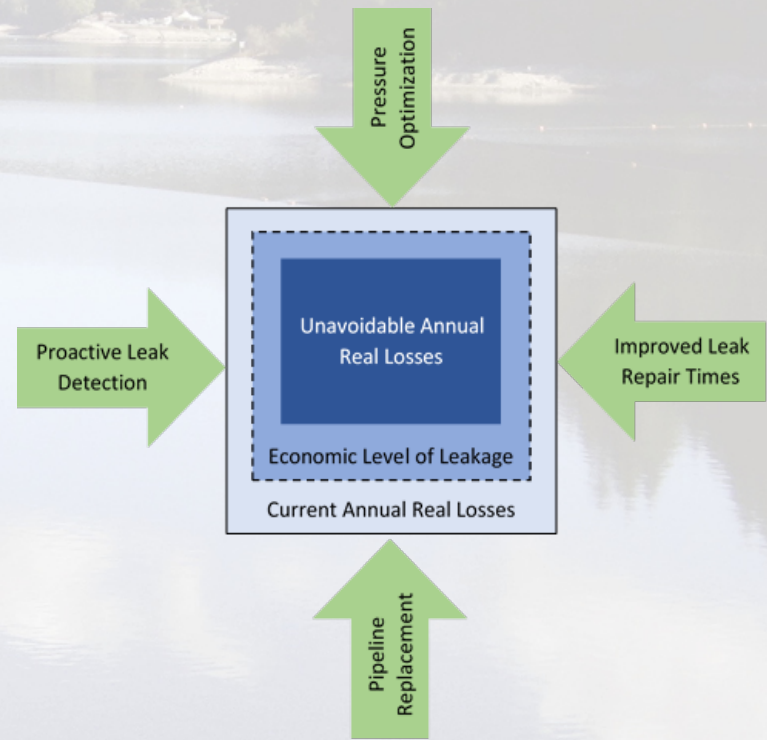 Pressure
Optimization
Proactive Leak
Detection
Unavoidable Annual
Real Losses
Improved Leak
Repair Times
Economic Level of Leakage
Current Annual Real Losses
Pipeline
Replacement